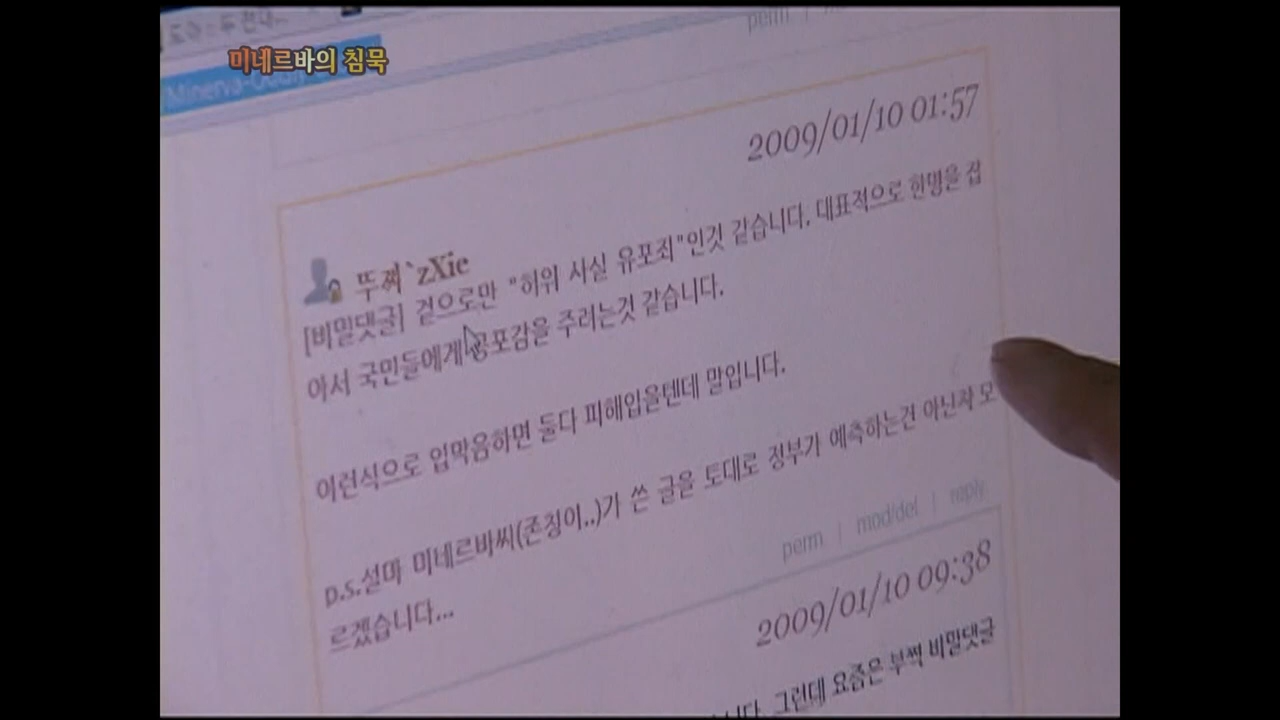 미네르바의 침묵
perm
2009/01/10 01:57
뚜찌`zXie
[비밀댓글] 겉으로만 "허위 사실 유포죄"인것 같습니다. 대표적으로 한명을 잡
아서 국민들에게 공포감을 주려는것 같습니다.
이런식으로 입막음하면 둘다 피해입을텐데 말입니다.
p.s.설마 미네르바씨(존칭이..)가 쓴 글을 토대로 정부가 예측하는건 아닌지 모
르겠습니다...
perm | mod/del | reply
2009/01/10 09:38
그런데 요즘은 부쩍 비밀댓글